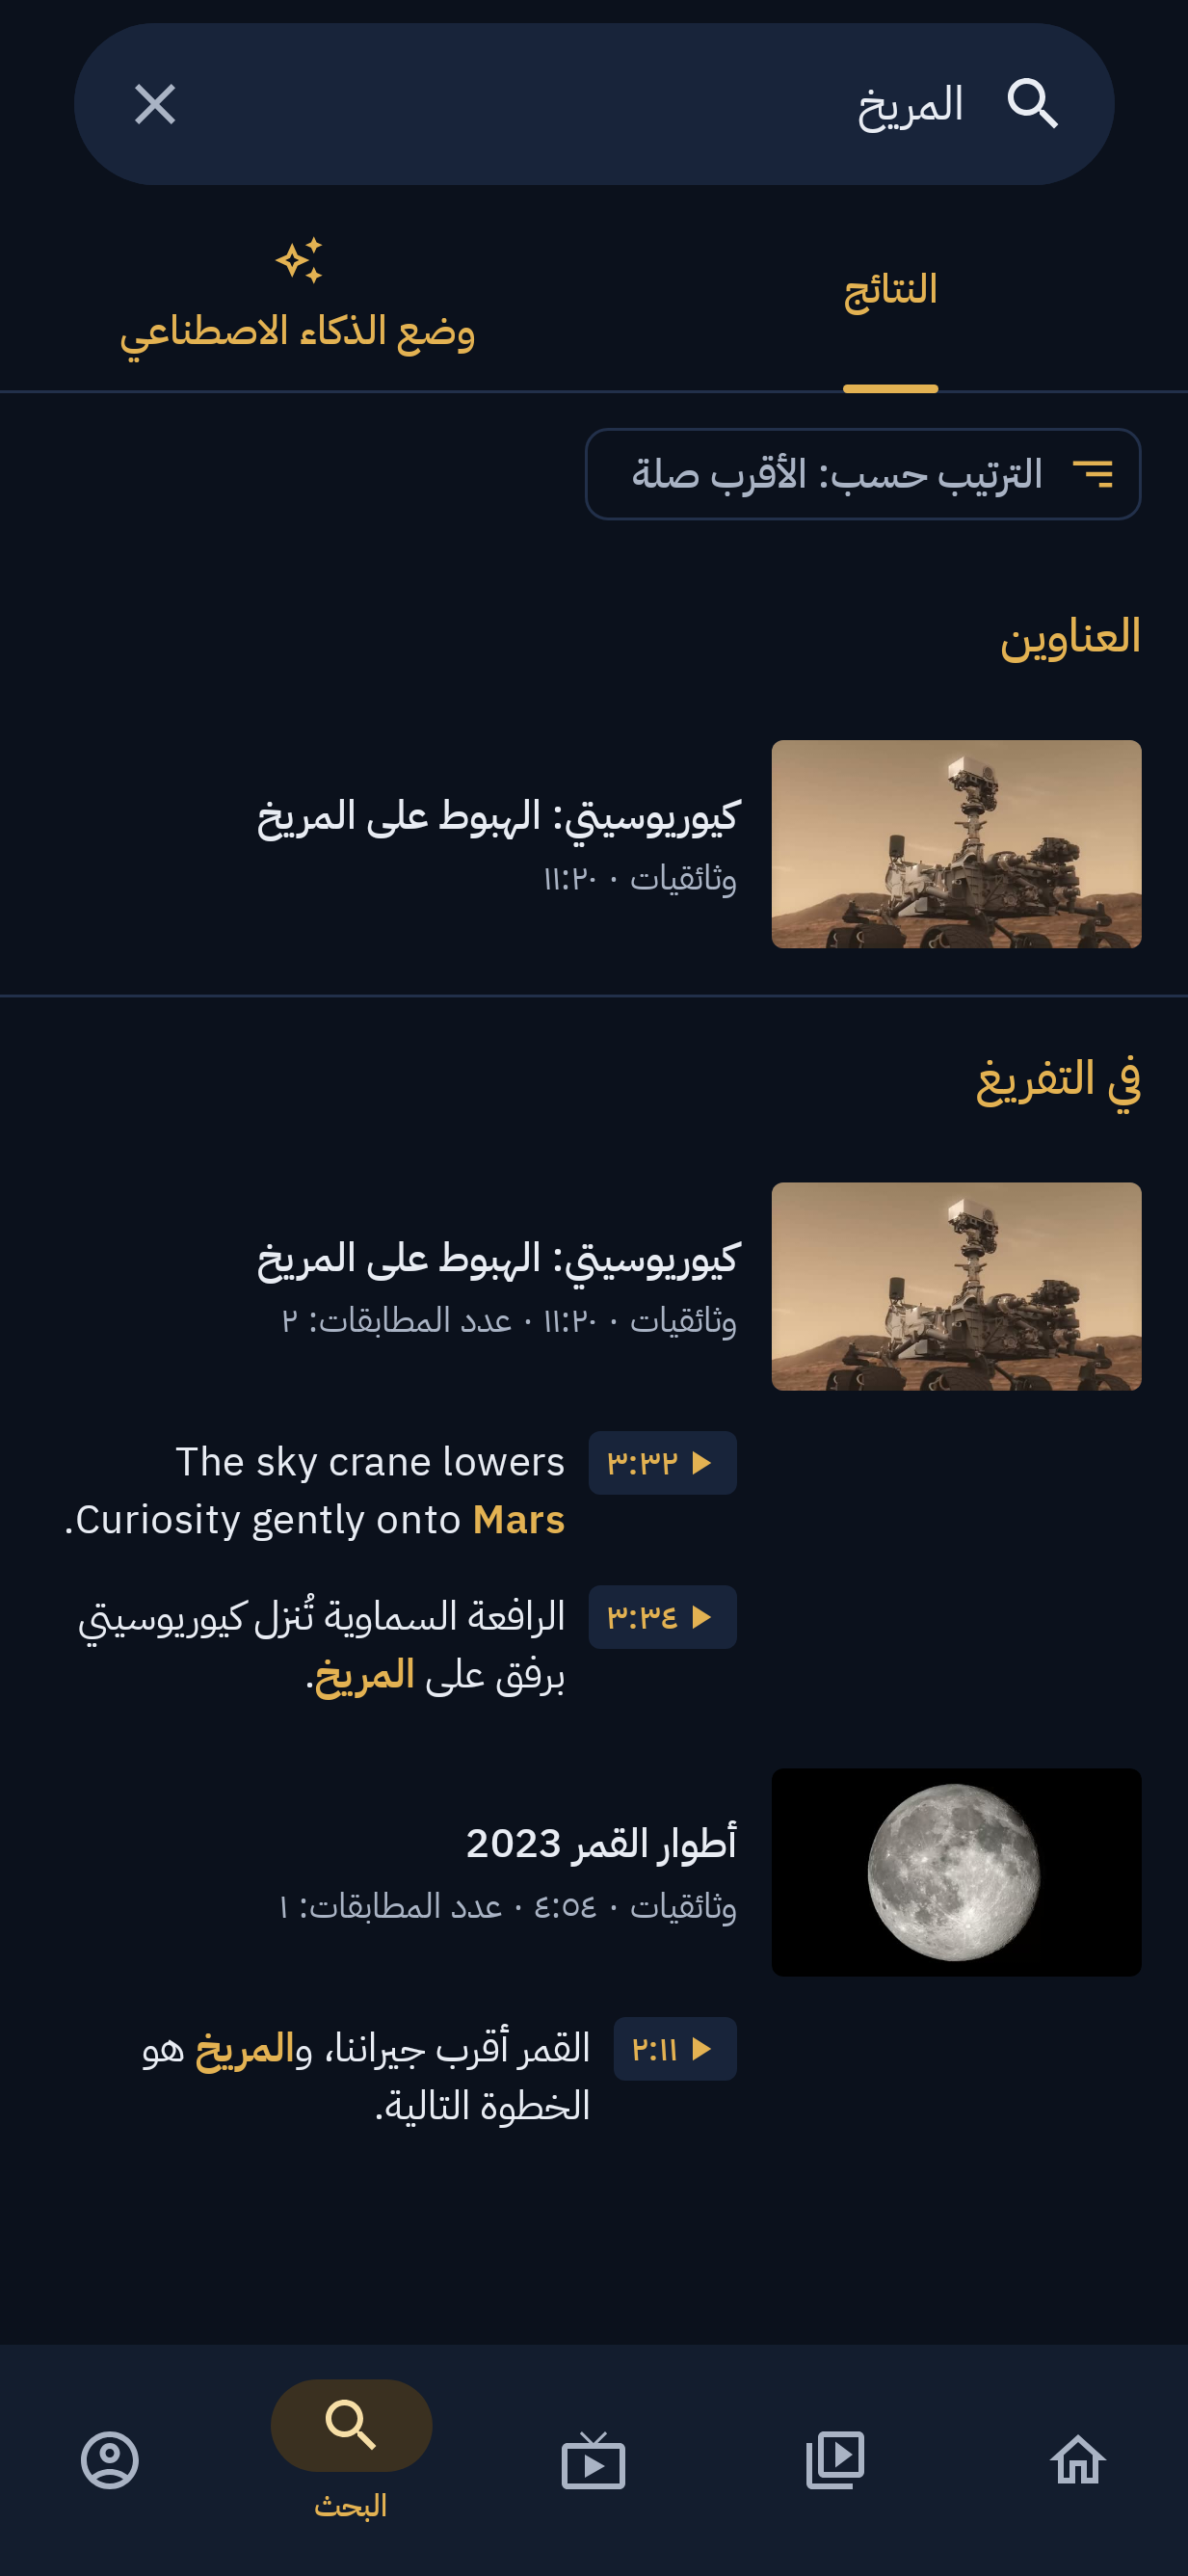 المريخ
النتائج
وضع الذكاء الاصطناعي
الترتيب حسب: الأقرب صلة
العناوين
كيوريوسيتي: الهبوط على المريخ
وثائقيات · ١١:٢٠
في التفريغ
كيوريوسيتي: الهبوط على المريخ
وثائقيات · ١١:٢٠ · عدد المطابقات: ٢
٣:٣٢
The sky crane lowers
Curiosity gently onto Mars.
٣:٣٤
الرافعة السماوية تُنزل كيوريوسيتي
برفق على المريخ.
أطوار القمر 2023
وثائقيات · ٤:٥٤ · عدد المطابقات: ١
٢:١١
القمر أقرب جيراننا، والمريخ هو
الخطوة التالية.
البحث